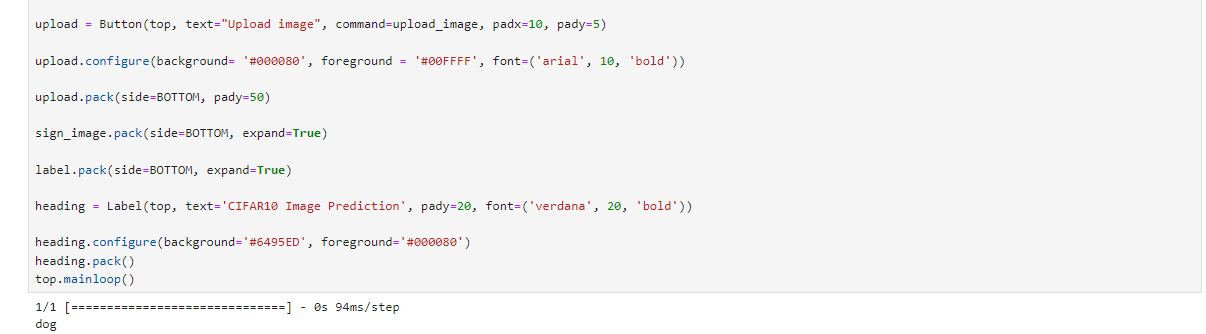 upload = Button(top, text="Upload image", command=upload_image, padx=10, pady=5)
upload.configure(background= '#000080', foreground = '#00FFFF', font=('arial', 10, 'bold'))
upload.pack(side=BOTTOM, pady=50)
sign_image.pack(side=BOTTOM, expand=True)
label.pack(side=BOTTOM, expand=True)
heading = Label(top, text='CIFAR10 Image Prediction', pady=20, font=('verdana', 20, 'bold'))
heading.configure(background='#6495ED', foreground='#000080')
heading.pack()
top.mainloop()
1/1 [==============================] - 0s 94ms/step
dog